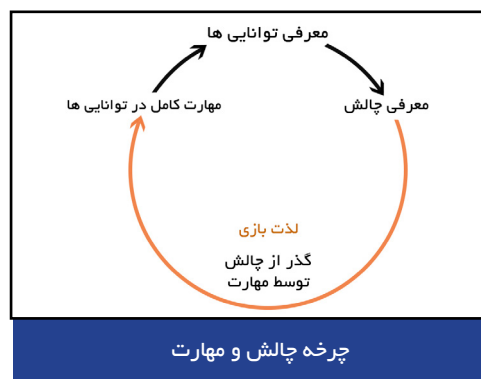 معرفی توانایی ها
معرفی چالش
مهارت کامل در توانایی ها
لذت بازی
گذر از چالش
توسط مهارت
چرخه چالش و مهارت